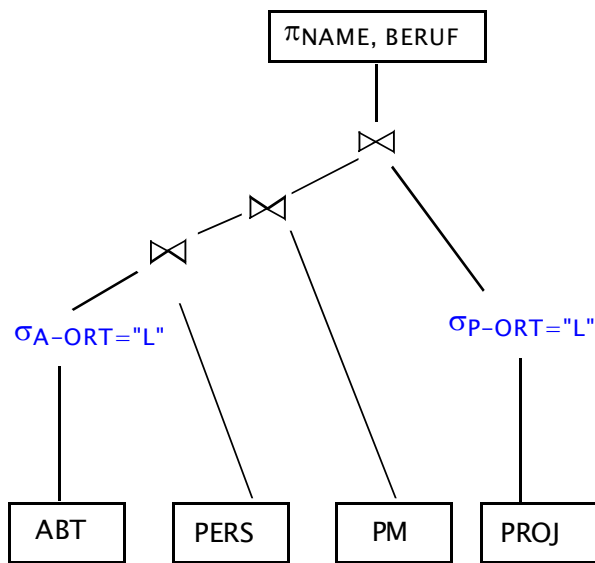 πNAME, BERUF
⋈
⋈
⋈
σA-ORT="L"
σP-ORT="L"
ABT
PERS
PM
PROJ